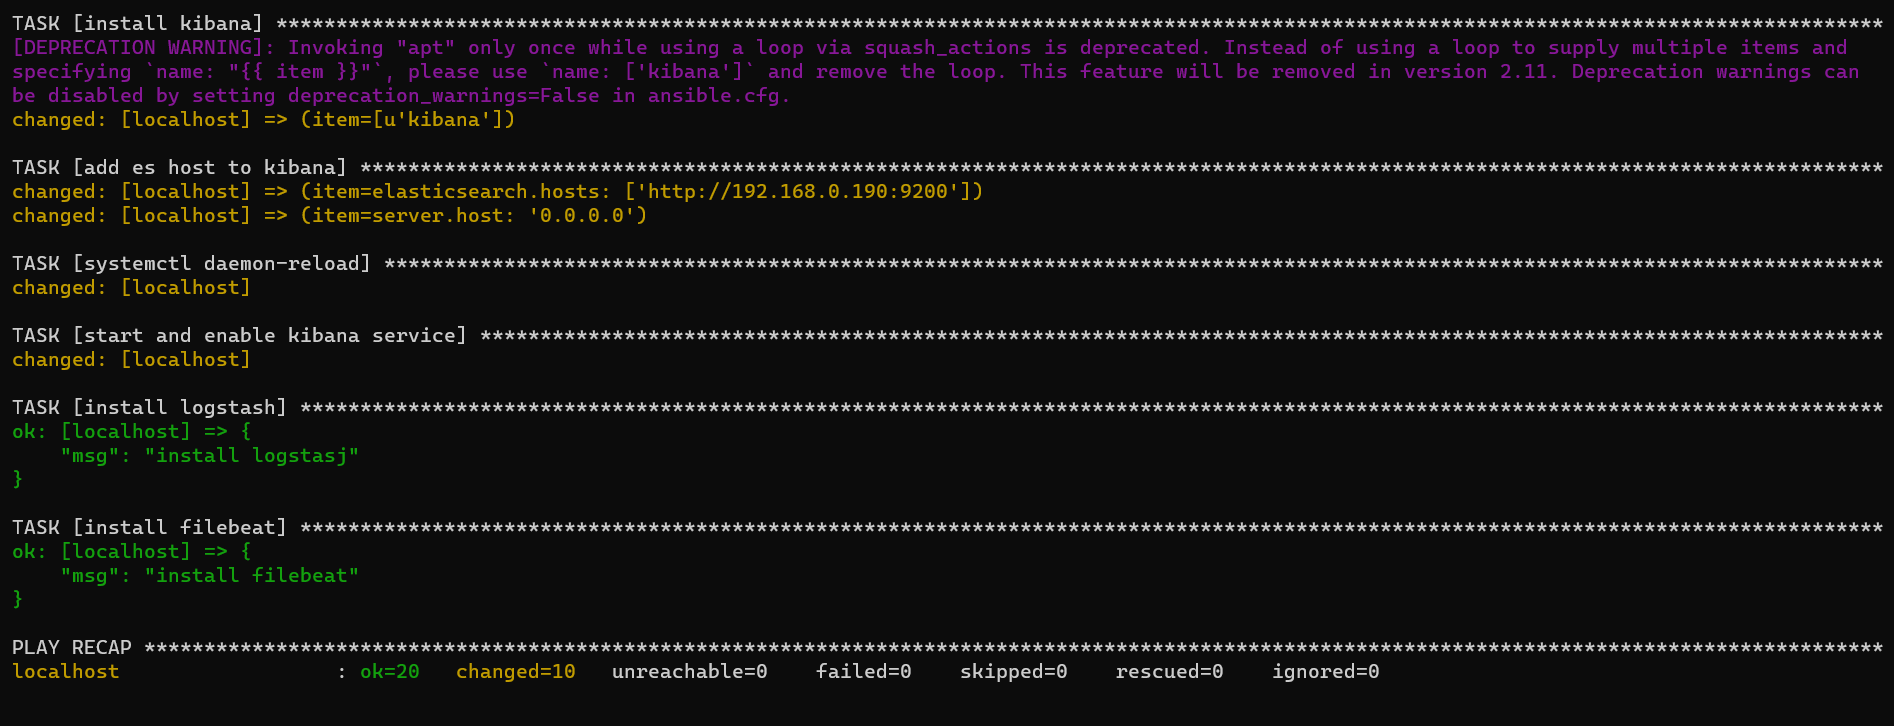 TASK [install kibana] **************************************************************************************************************************************
[DEPRECATION WARNING]: Invoking "apt" only once while using a loop via squash_actions is deprecated. Instead of using a loop to supply multiple items and
specifying `name: "{{ item }}"`, please use `name: ['kibana']` and remove the loop. This feature will be removed in version 2.11. Deprecation warnings can
be disabled by setting deprecation_warnings=False in ansible.cfg.
changed: [localhost] => (item=[u'kibana'])
TASK [add es host to kibana] *******************************************************************************************************************************
changed: [localhost] => (item=elasticsearch.hosts: ['http://192.168.0.190:9200'])
changed: [localhost] => (item=server.host: '0.0.0.0')
TASK [systemctl daemon-reload] *****************************************************************************************************************************
changed: [localhost]
TASK [start and enable kibana service] *********************************************************************************************************************
changed: [localhost]
TASK [install logstash] ************************************************************************************************************************************
ok: [localhost] => {
    "msg": "install logstasj"
}
TASK [install filebeat] ************************************************************************************************************************************
ok: [localhost] => {
    "msg": "install filebeat"
}
PLAY RECAP *************************************************************************************************************************************************
localhost                  : ok=20   changed=10   unreachable=0    failed=0    skipped=0    rescued=0    ignored=0